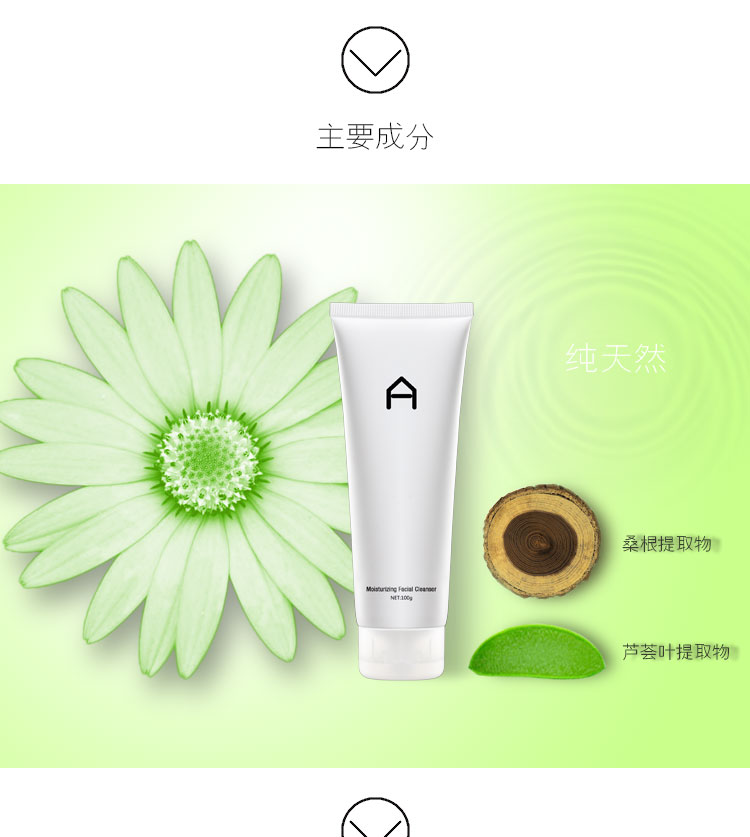 主要成分
纯天然
A
Moisturizing Facial Cleanser
NET:100g
桑根提取物
芦荟叶提取物